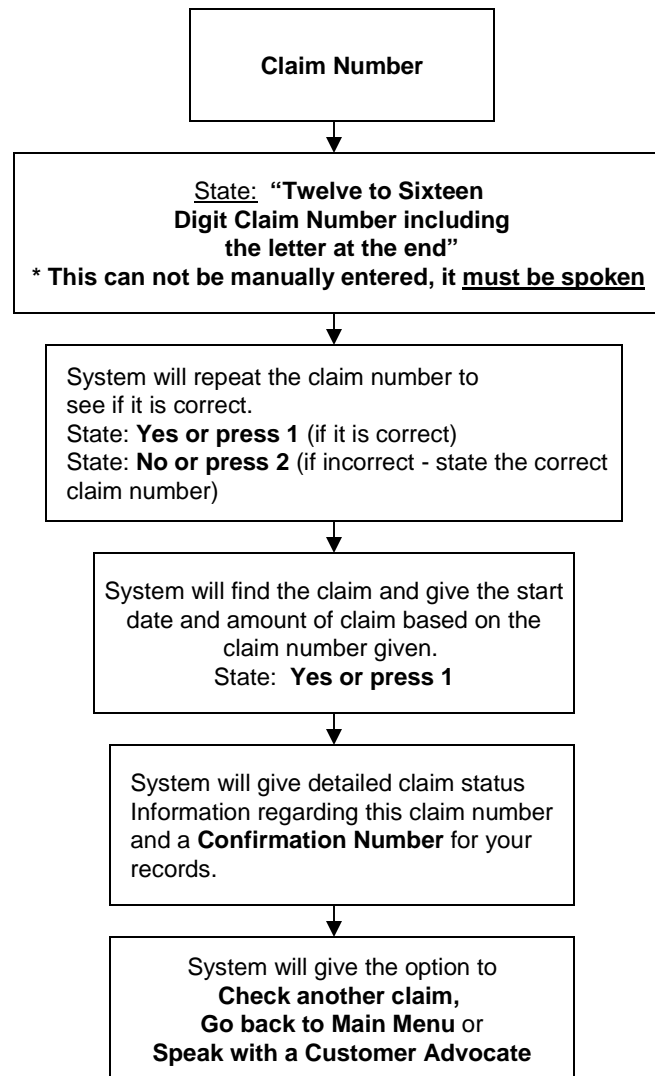 Claim Number
State: “Twelve to Sixteen
Digit Claim Number including
the letter at the end”
* This can not be manually entered, it must be spoken
System will repeat the claim number to
see if it is correct.
State: Yes or press 1 (if it is correct)
State: No or press 2 (if incorrect - state the correct
claim number)
System will find the claim and give the start
date and amount of claim based on the
claim number given.
State: Yes or press 1
System will give detailed claim status
Information regarding this claim number
and a Confirmation Number for your
records.
System will give the option to
Check another claim,
Go back to Main Menu or
Speak with a Customer Advocate